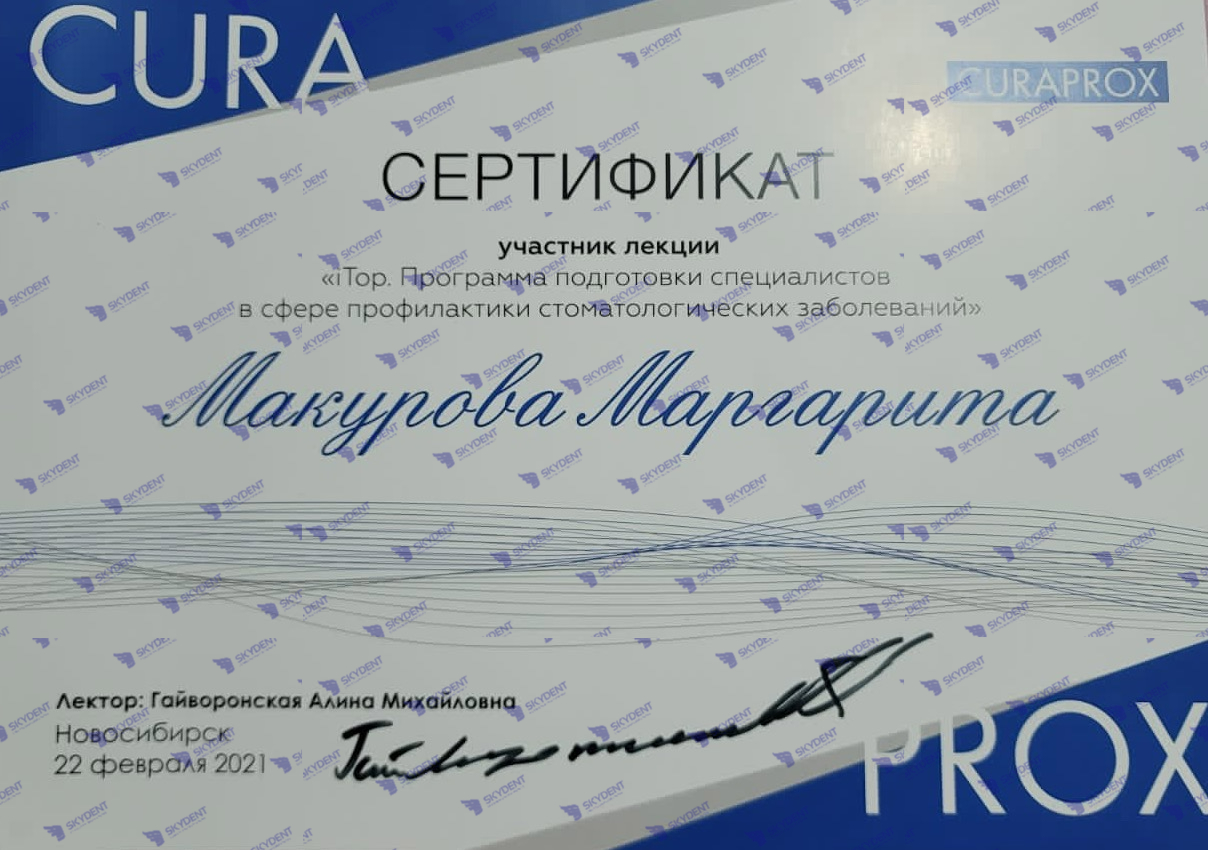 CURA
CURAPROX
СЕРТИФИКАТ
участник лекции
«iTop. Программа подготовки специалистов
в сфере профилактики стоматологических заболеваний»
Макурова Маргарита
Лектор: Гайворонская Алина Михайловна
Новосибирск
22 февраля 2021
PROX
SKYDENT